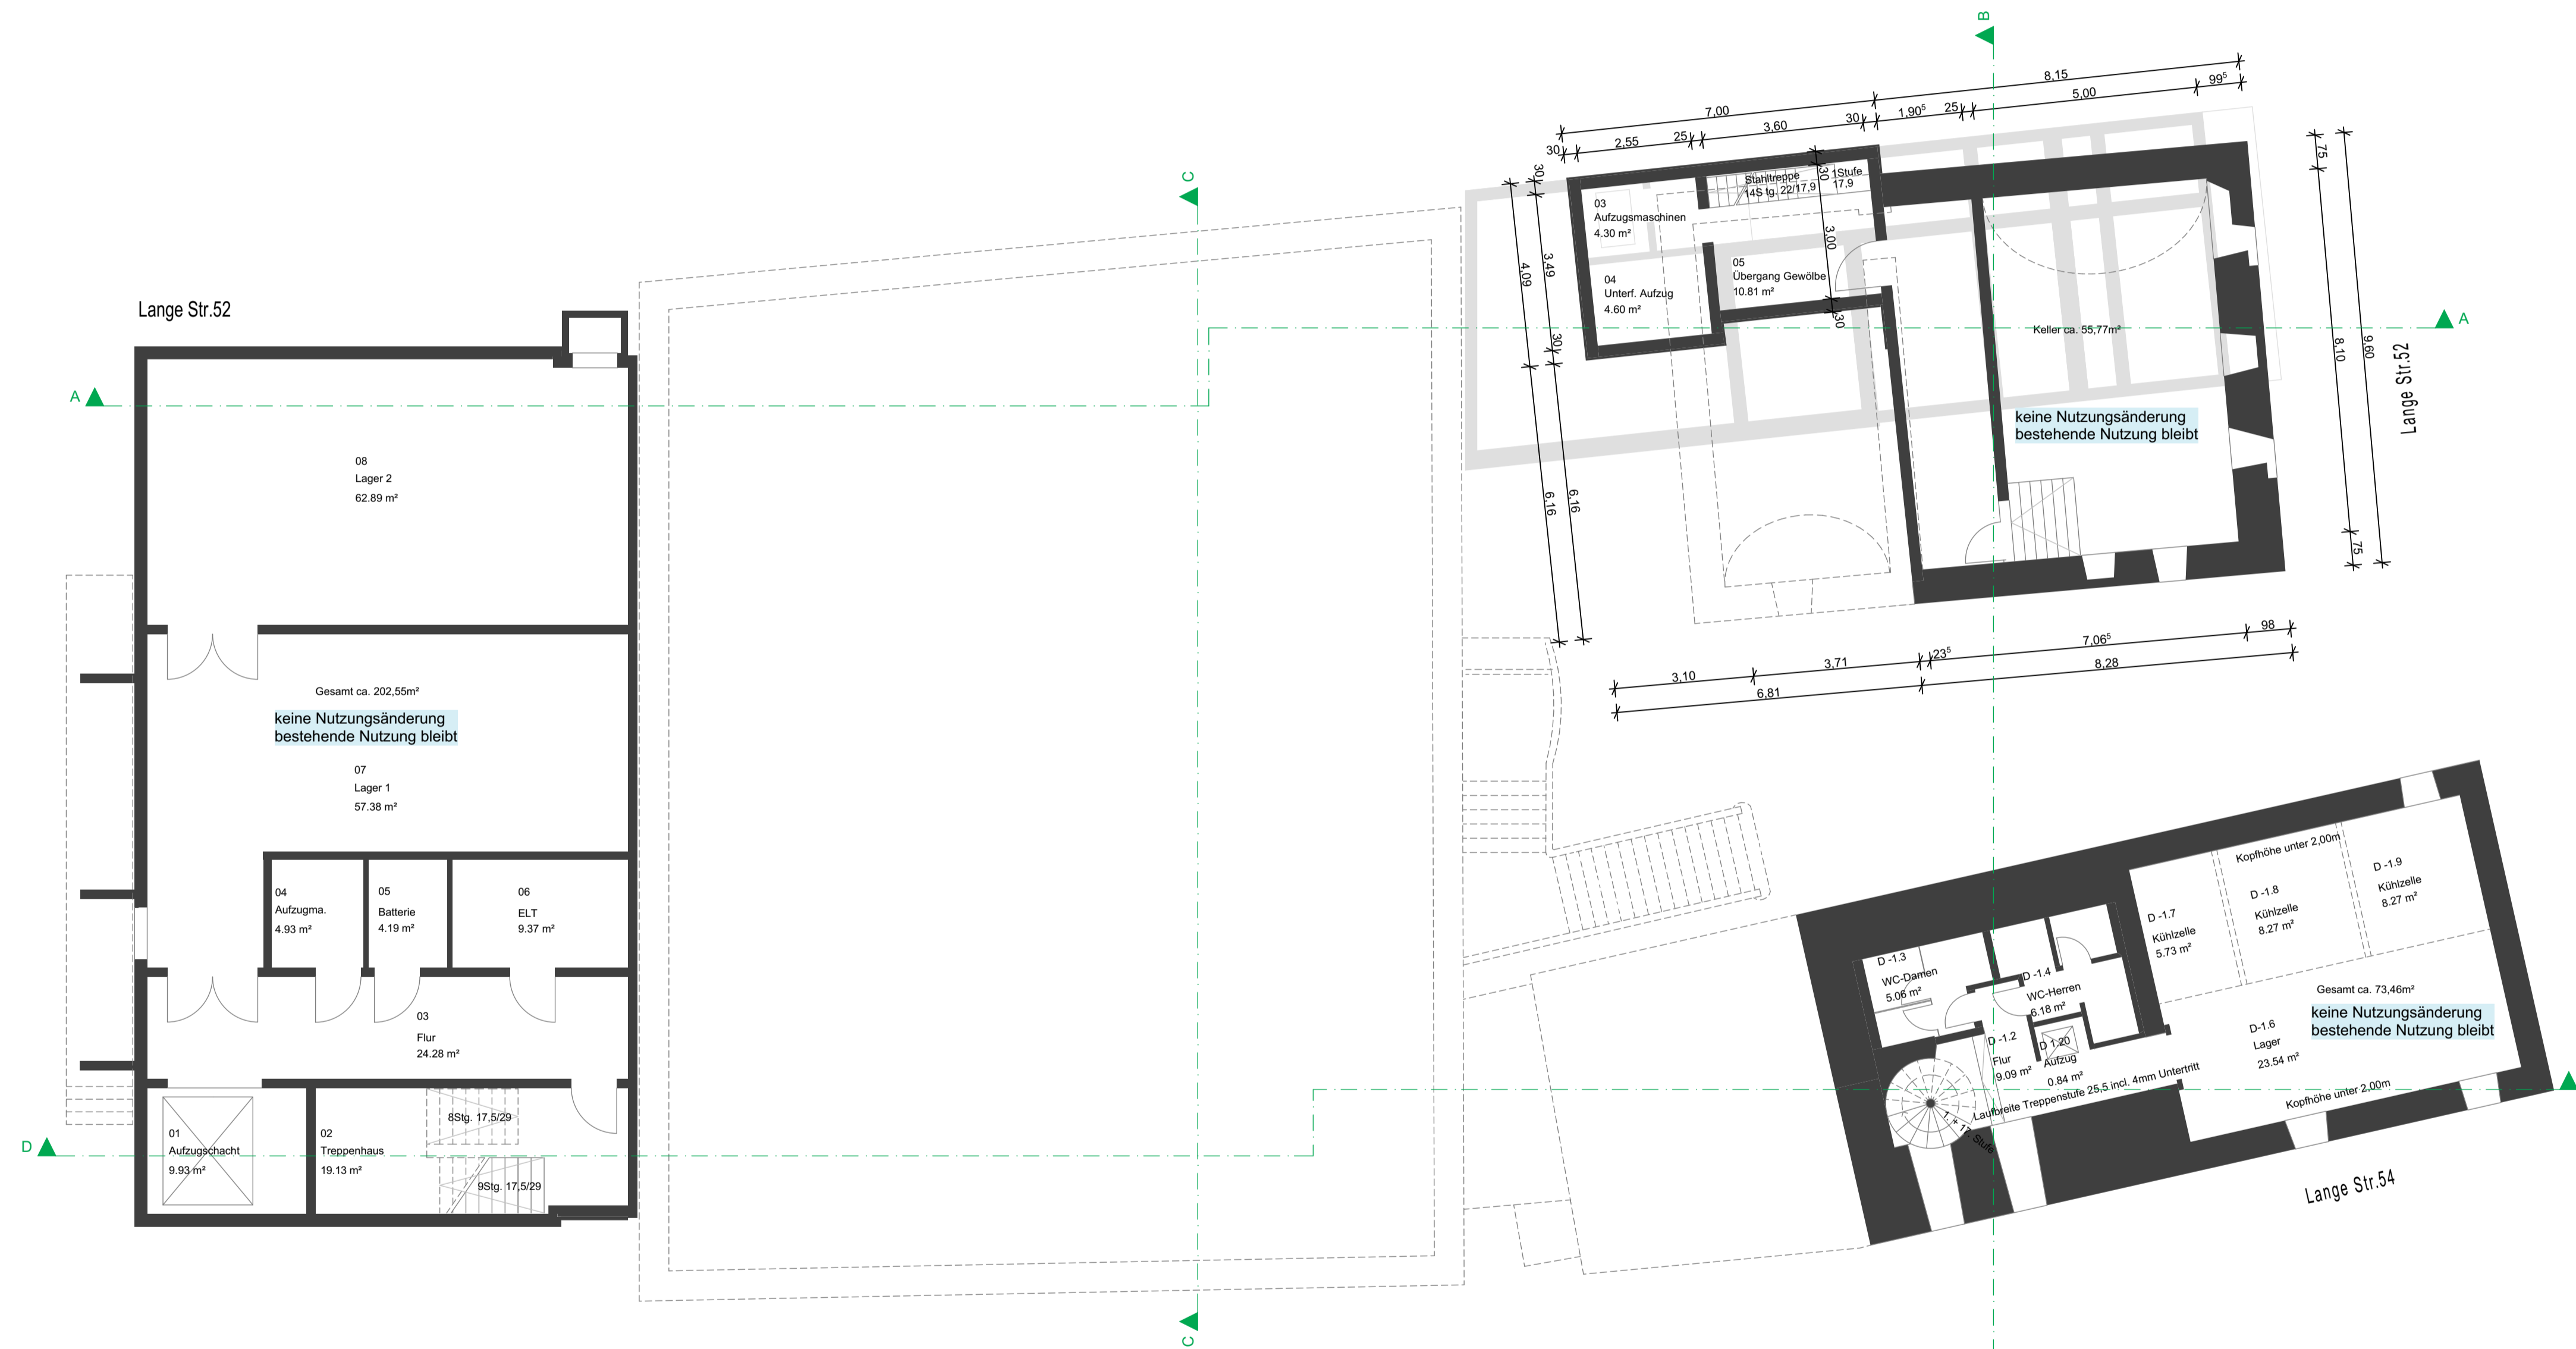 B
8,15
99⁵
7,00
5,00
1,90⁵
25
30
3,60
25
2,55
30
C
30
75
Stahltreppe
14S tg. 22/17,9
1Stufe
17,9
30
03
Aufzugsmaschinen
4.30 m²
3,00
3,49
4,09
04
Unterf. Aufzug
4.60 m²
05
Übergang Gewölbe
10.81 m²
30
30
Keller ca. 55,77m²
A
8,10
9,60
Lange Str.52
keine Nutzungsänderung
bestehende Nutzung bleibt
6,16
6,16
75
98
7,06⁵
23⁵
3,71
8,28
3,10
6,81
Lange Str.52
A
08
Lager 2
62.89 m²
Gesamt ca. 202,55m²
keine Nutzungsänderung
bestehende Nutzung bleibt
07
Lager 1
57.38 m²
04
Aufzugma.
4.93 m²
05
Batterie
4.19 m²
06
ELT
9.37 m²
03
Flur
24.28 m²
8Stg. 17,5/29
01
Aufzugschacht
9.93 m²
02
Treppenhaus
19.13 m²
9Stg. 17,5/29
D
C
Kopfhöhe unter 2,00m
D -1.9
Kühlzelle
8.27 m²
D -1.8
Kühlzelle
8.27 m²
D -1.7
Kühlzelle
5.73 m²
D -1.3
WC-Damen
5.06 m²
D -1.4
WC-Herren
6.18 m²
Gesamt ca. 73,46m²
keine Nutzungsänderung
bestehende Nutzung bleibt
D-1.6
Lager
23.54 m²
D -1.2
Flur
9.09 m²
D 1.20
Aufzug
0.84 m²
Laufbreite Treppenstufe 25,5 incl. 4mm Untertritt
1. + 17. Stufe
Kopfhöhe unter 2,00m
Lange Str.54